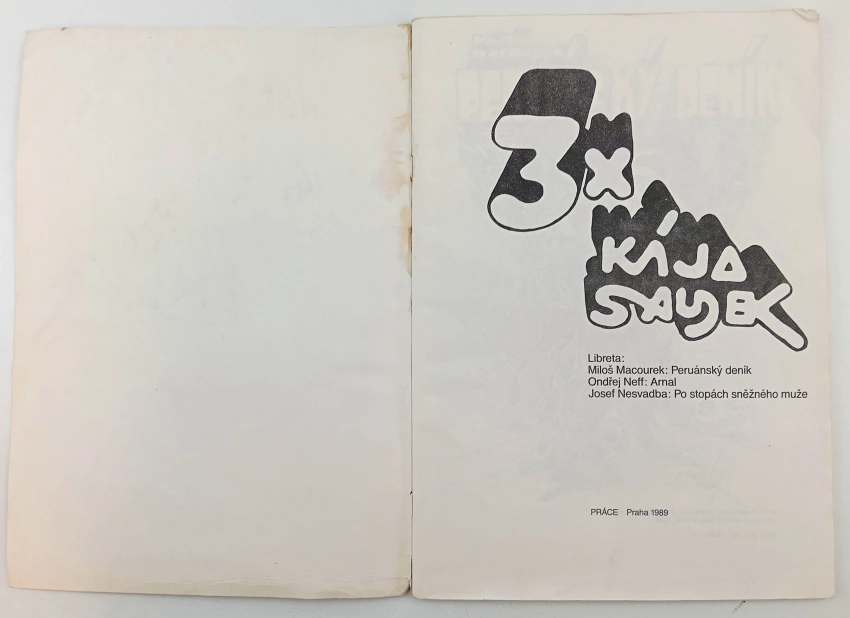 3x
KÁJA
SAUDEK
Libreta:
Miloš Macourek: Peruánský deník
Ondřej Neff: Arnal
Josef Nesvadba: Po stopách sněžného muže
PRÁCE Praha 1989